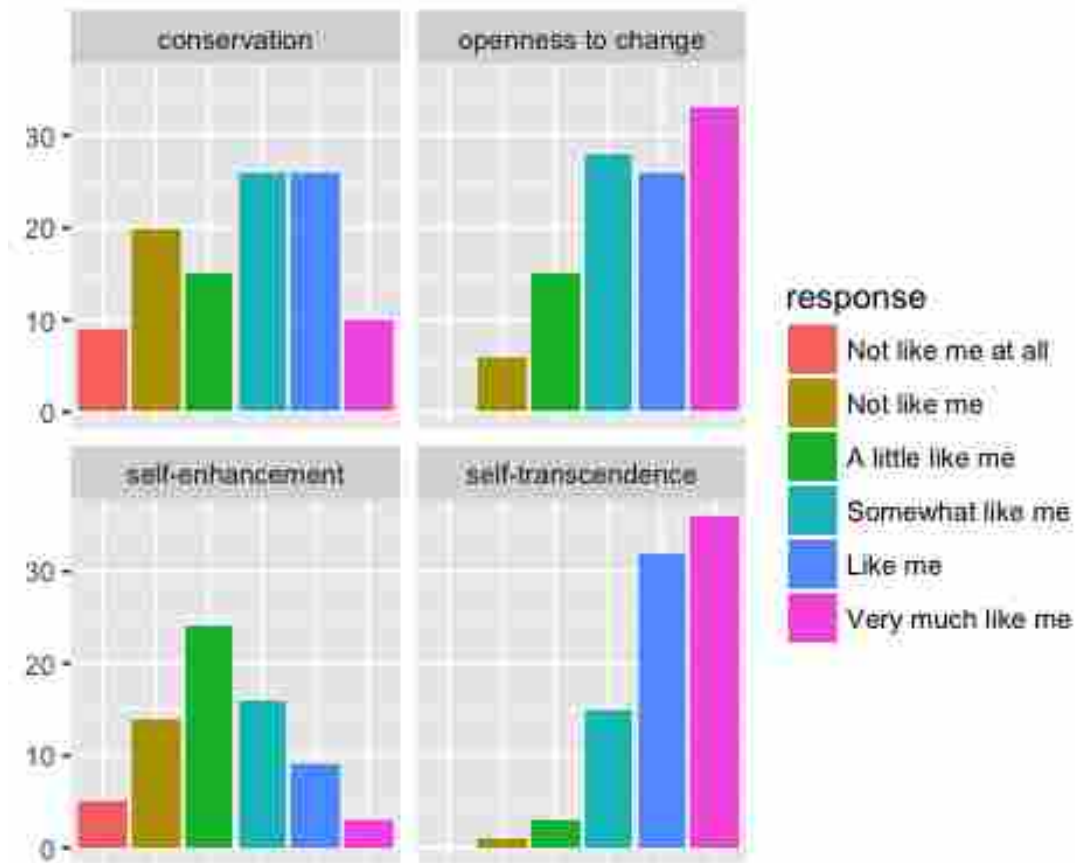 conservation
openness to change
30
20
10
0
self-enhancement
self-transcendence
30
20
10
0
response
Not like me at all
Not like me
A little like me
Somewhat like me
Like me
Very much like me